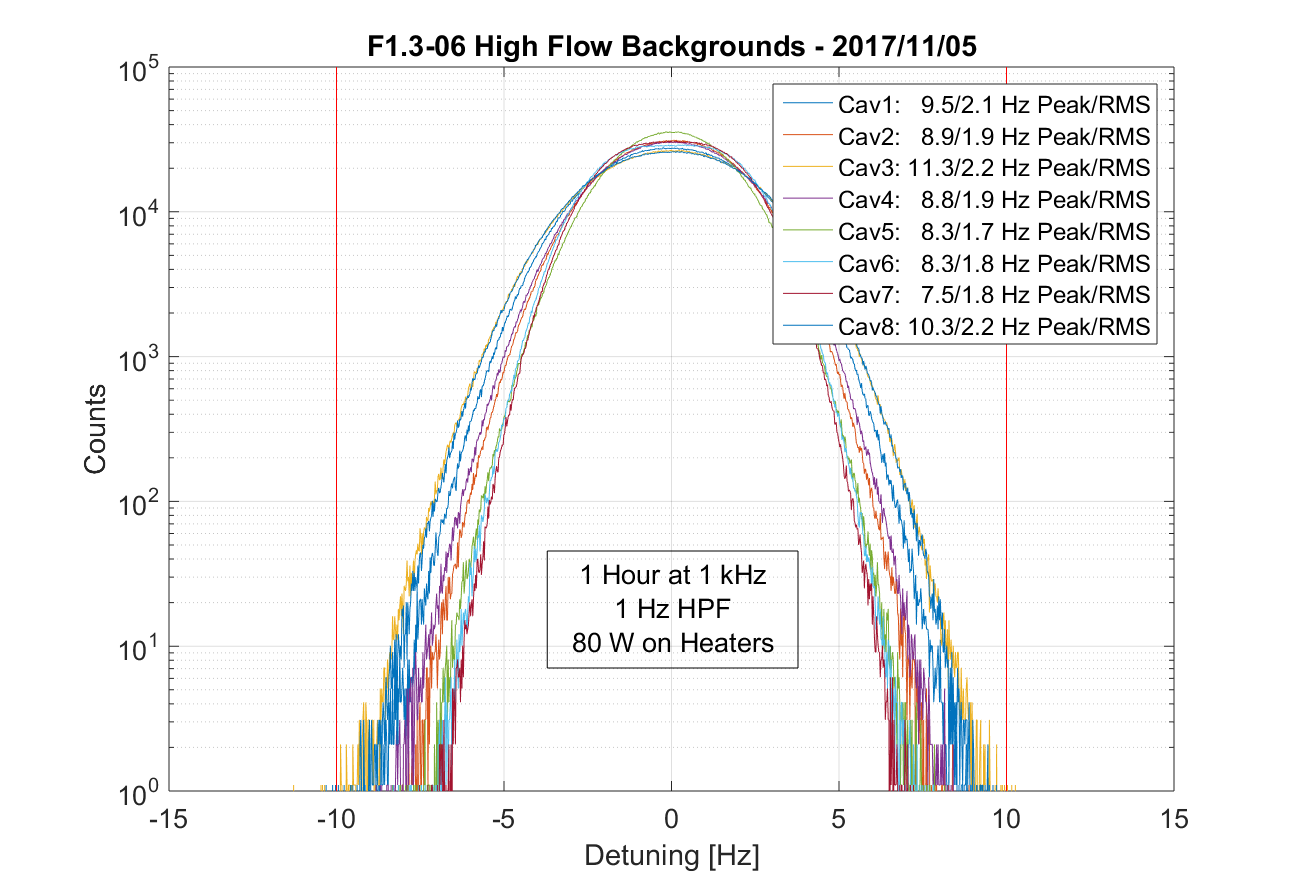 F1.3-06 High Flow Backgrounds - 2017/11/05
10^5
10^4
10^3
10^2
10^1
10^0
Counts
Cav1: 9.5/2.1 Hz Peak/RMS
Cav2: 8.9/1.9 Hz Peak/RMS
Cav3: 11.3/2.2 Hz Peak/RMS
Cav4: 8.8/1.9 Hz Peak/RMS
Cav5: 8.3/1.7 Hz Peak/RMS
Cav6: 8.3/1.8 Hz Peak/RMS
Cav7: 7.5/1.8 Hz Peak/RMS
Cav8: 10.3/2.2 Hz Peak/RMS
1 Hour at 1 kHz
1 Hz HPF
80 W on Heaters
-15 -10 -5 0 5 10 15
Detuning [Hz]